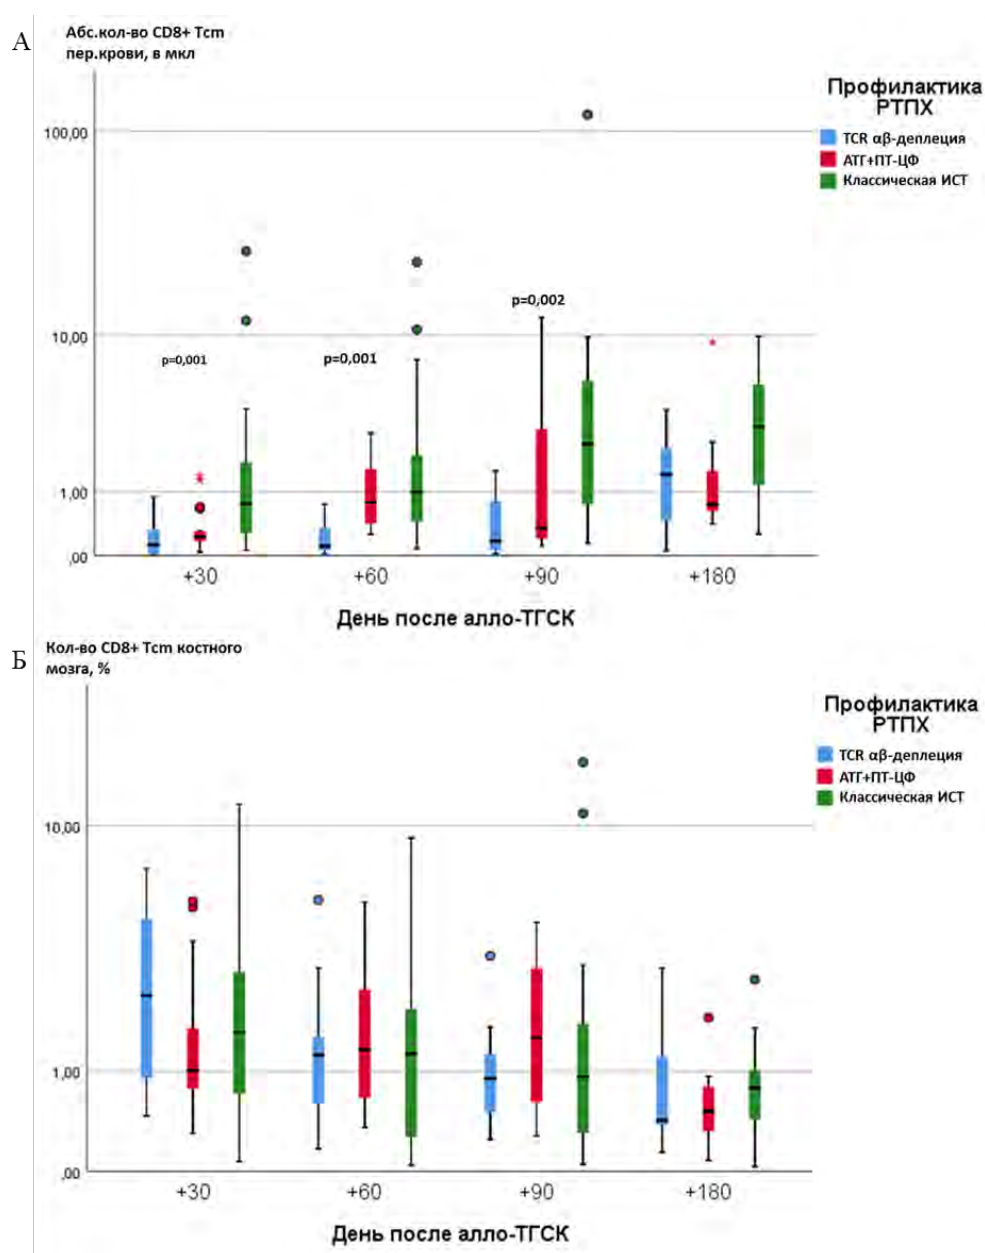 А
Абс.кол-во CD8+ Tcm
пер.крови, в мкл
Профилактика
РТПХ
TCR αβ-деплеция
АТГ+ПТ-ЦФ
Классическая ИСТ
100,00
10,00
1,00
,00
p=0,001
p=0,001
p=0,002
+30
+60
+90
+180
День после алло-ТГСК
Б
Кол-во CD8+ Tcm костного
мозга, %
Профилактика
РТПХ
TCR αβ-деплеция
АТГ+ПТ-ЦФ
Классическая ИСТ
10,00
1,00
,00
+30
+60
+90
+180
День после алло-ТГСК